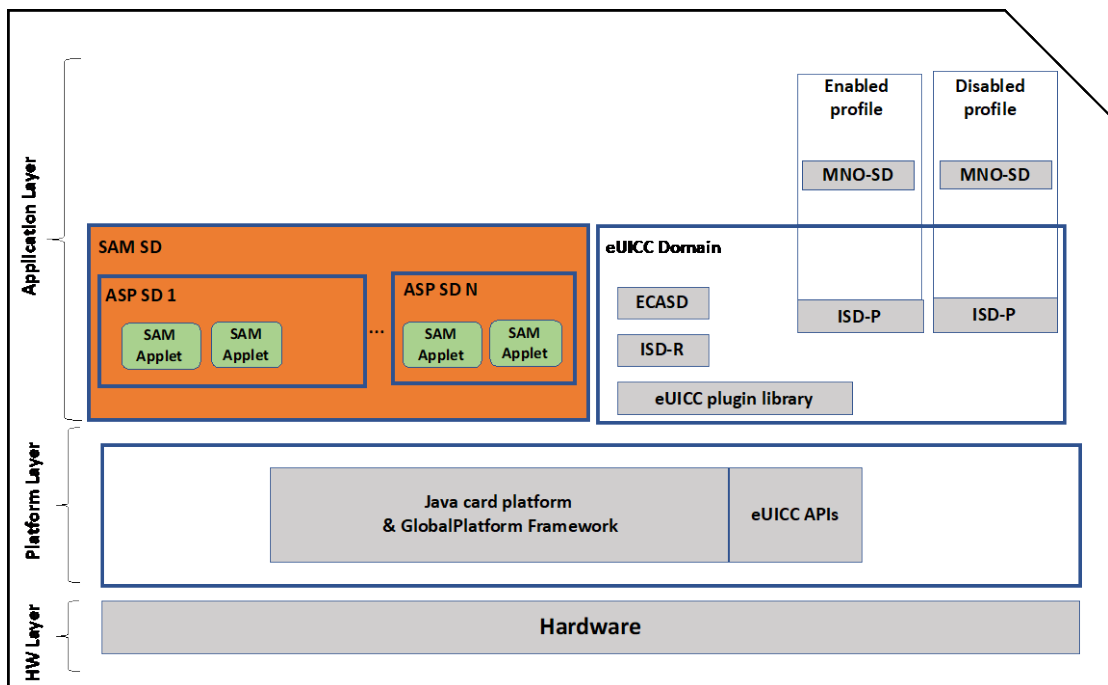 Application Layer
Enabled
profile
Disabled
profile
MNO-SD
MNO-SD
SAM SD
ASP SD 1
SAM
Applet
SAM
Applet
...
ASP SD N
SAM
Applet
SAM
Applet
eUICC Domain
ECASD
ISD-R
eUICC plugin library
ISD-P
ISD-P
Platform Layer
Java card platform
& GlobalPlatform Framework
eUICC APIs
HW Layer
Hardware